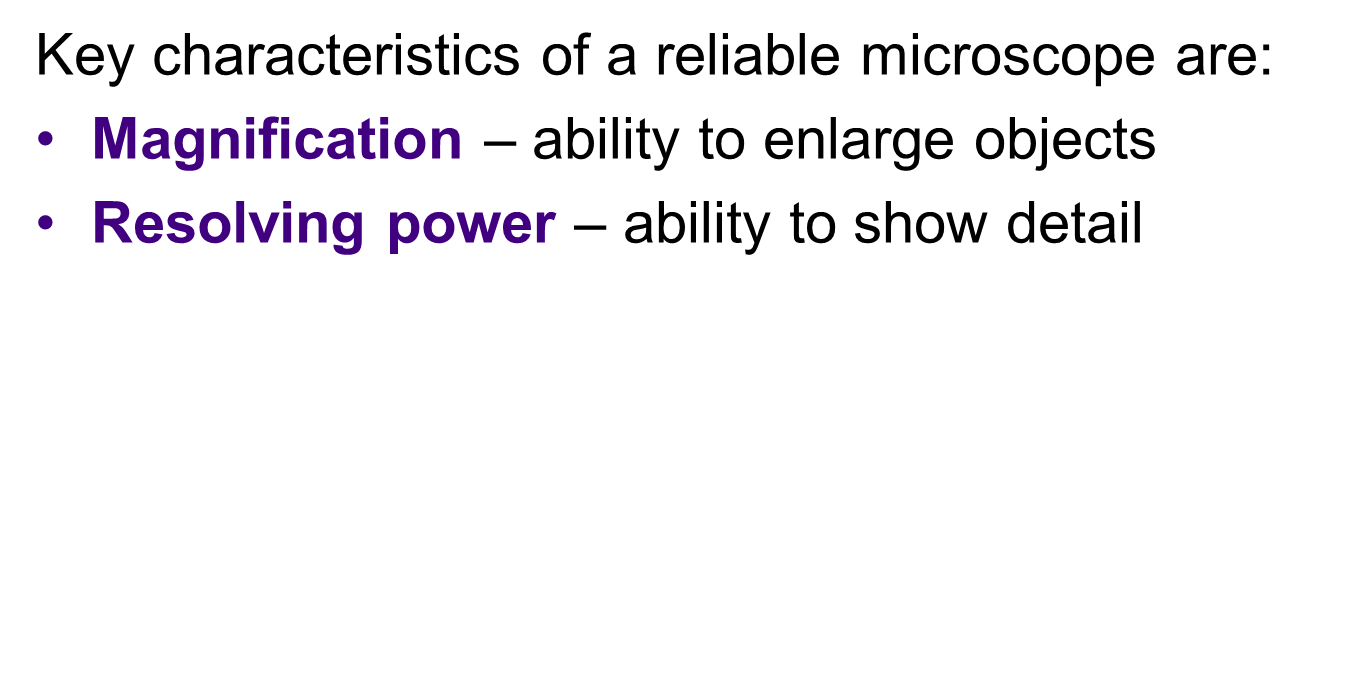 Key characteristics of a reliable microscope are:
• Magnification – ability to enlarge objects
• Resolving power – ability to show detail